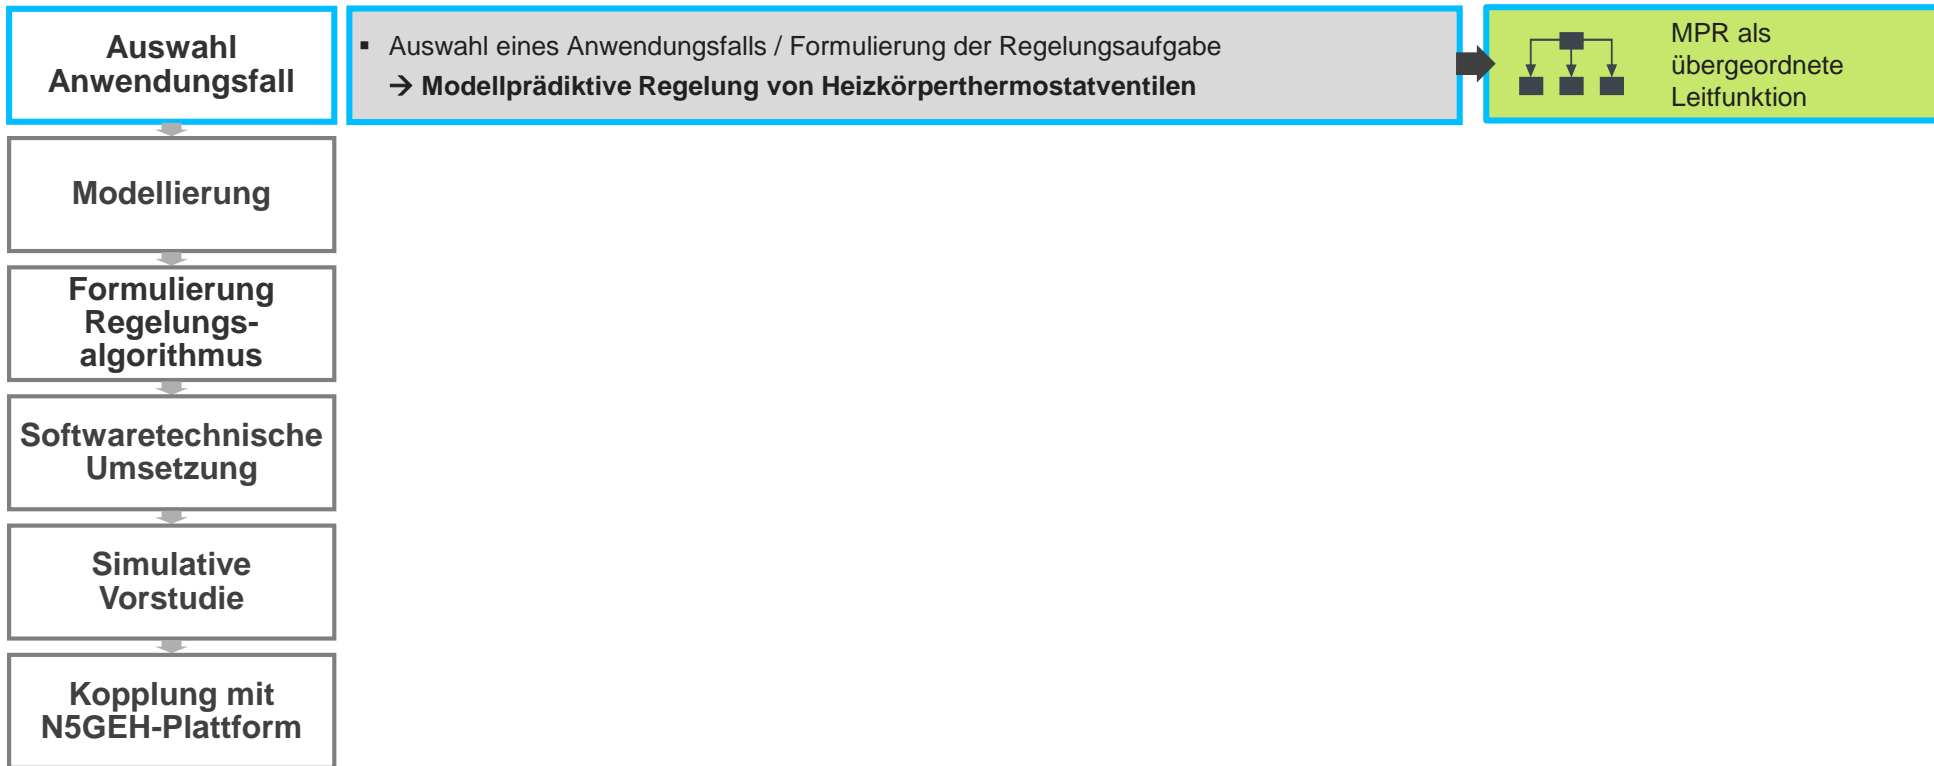 Auswahl
Anwendungsfall
▪ Auswahl eines Anwendungsfalls / Formulierung der Regelungsaufgabe
→ Modellprädiktive Regelung von Heizkörperthermostatventilen
MPR als
übergeordnete
Leitfunktion
Modellierung
Formulierung
Regelungs-
algorithmus
Softwaretechnische
Umsetzung
Simulative
Vorstudie
Kopplung mit
N5GEH-Plattform